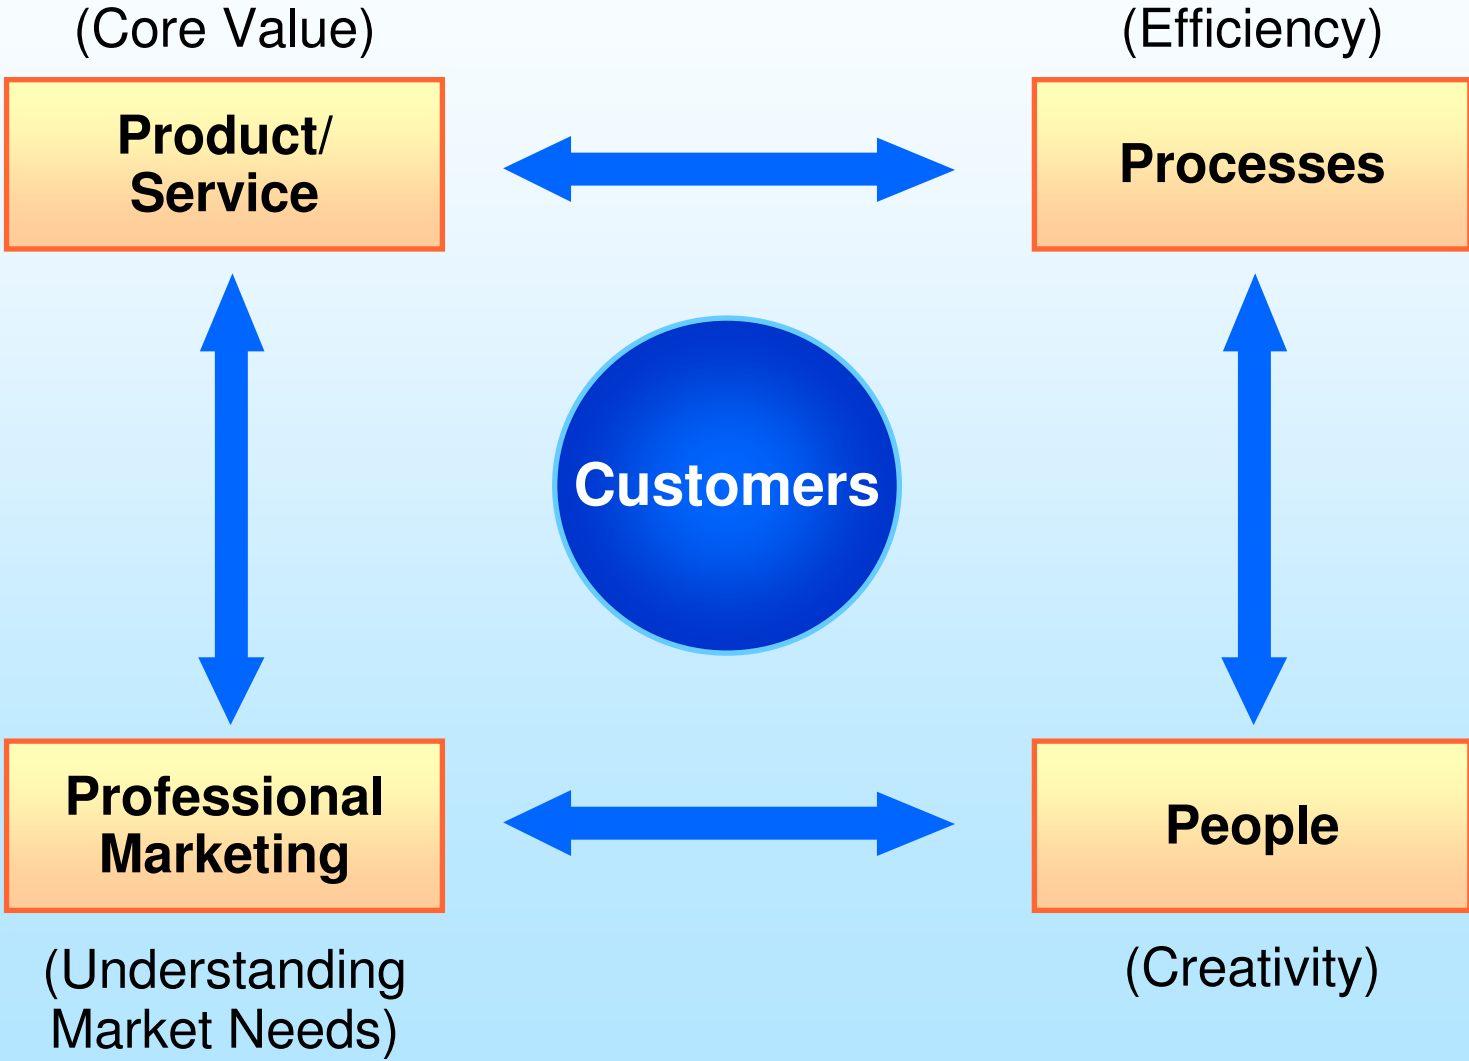 (Core Value)
(Efficiency)
Product/
Service
Processes
Customers
Professional
Marketing
People
(Understanding
Market Needs)
(Creativity)